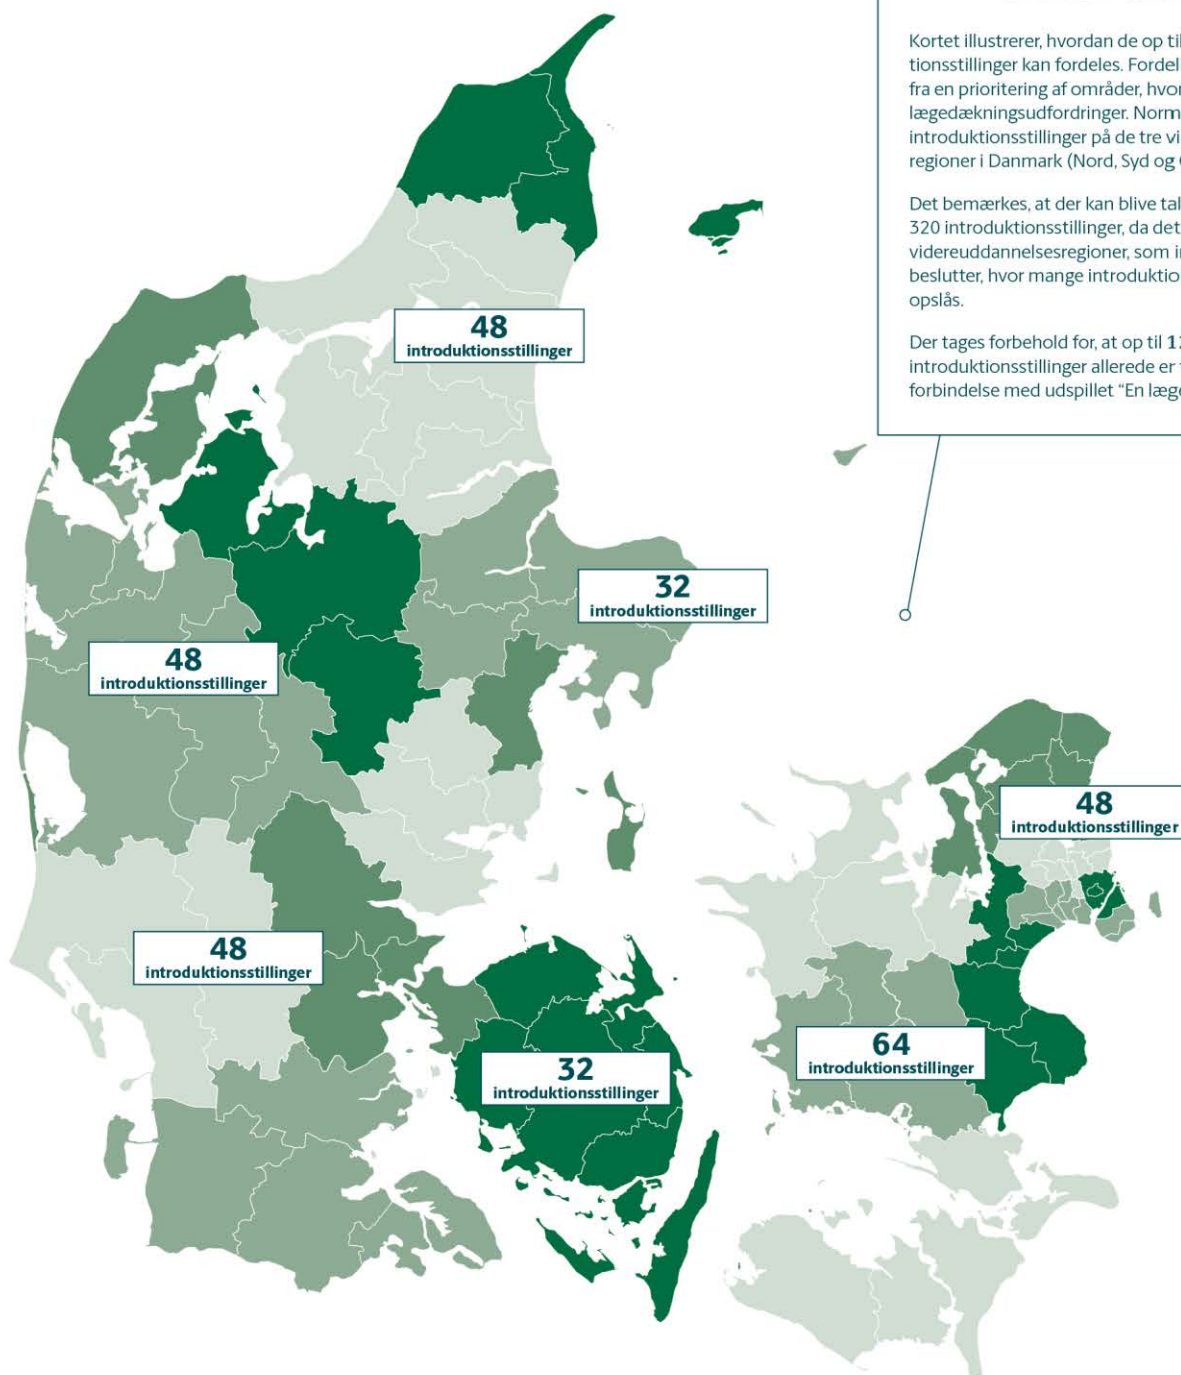 Kortet illustrerer, hvordan de op til
tionsstillinger kan fordeles. Fordel
fra en prioritering af områder, hvor
lægedækningsudfordringer. Norm
introduktionsstillinger på de tre vi
regioner i Danmark (Nord, Syd og
Det bemærkes, at der kan blive tal
320 introduktionsstillinger, da det
videreuddannelsesregioner, som i
beslutter, hvor mange introduktio
opslås.
Der tages forbehold for, at op til 12
introduktionsstillinger allerede er
forbindelse med udspillet “En læge
48
introduktionsstillinger
32
introduktionsstillinger
48
introduktionsstillinger
48
introduktionsstillinger
48
introduktionsstillinger
64
introduktionsstillinger
32
introduktionsstillinger